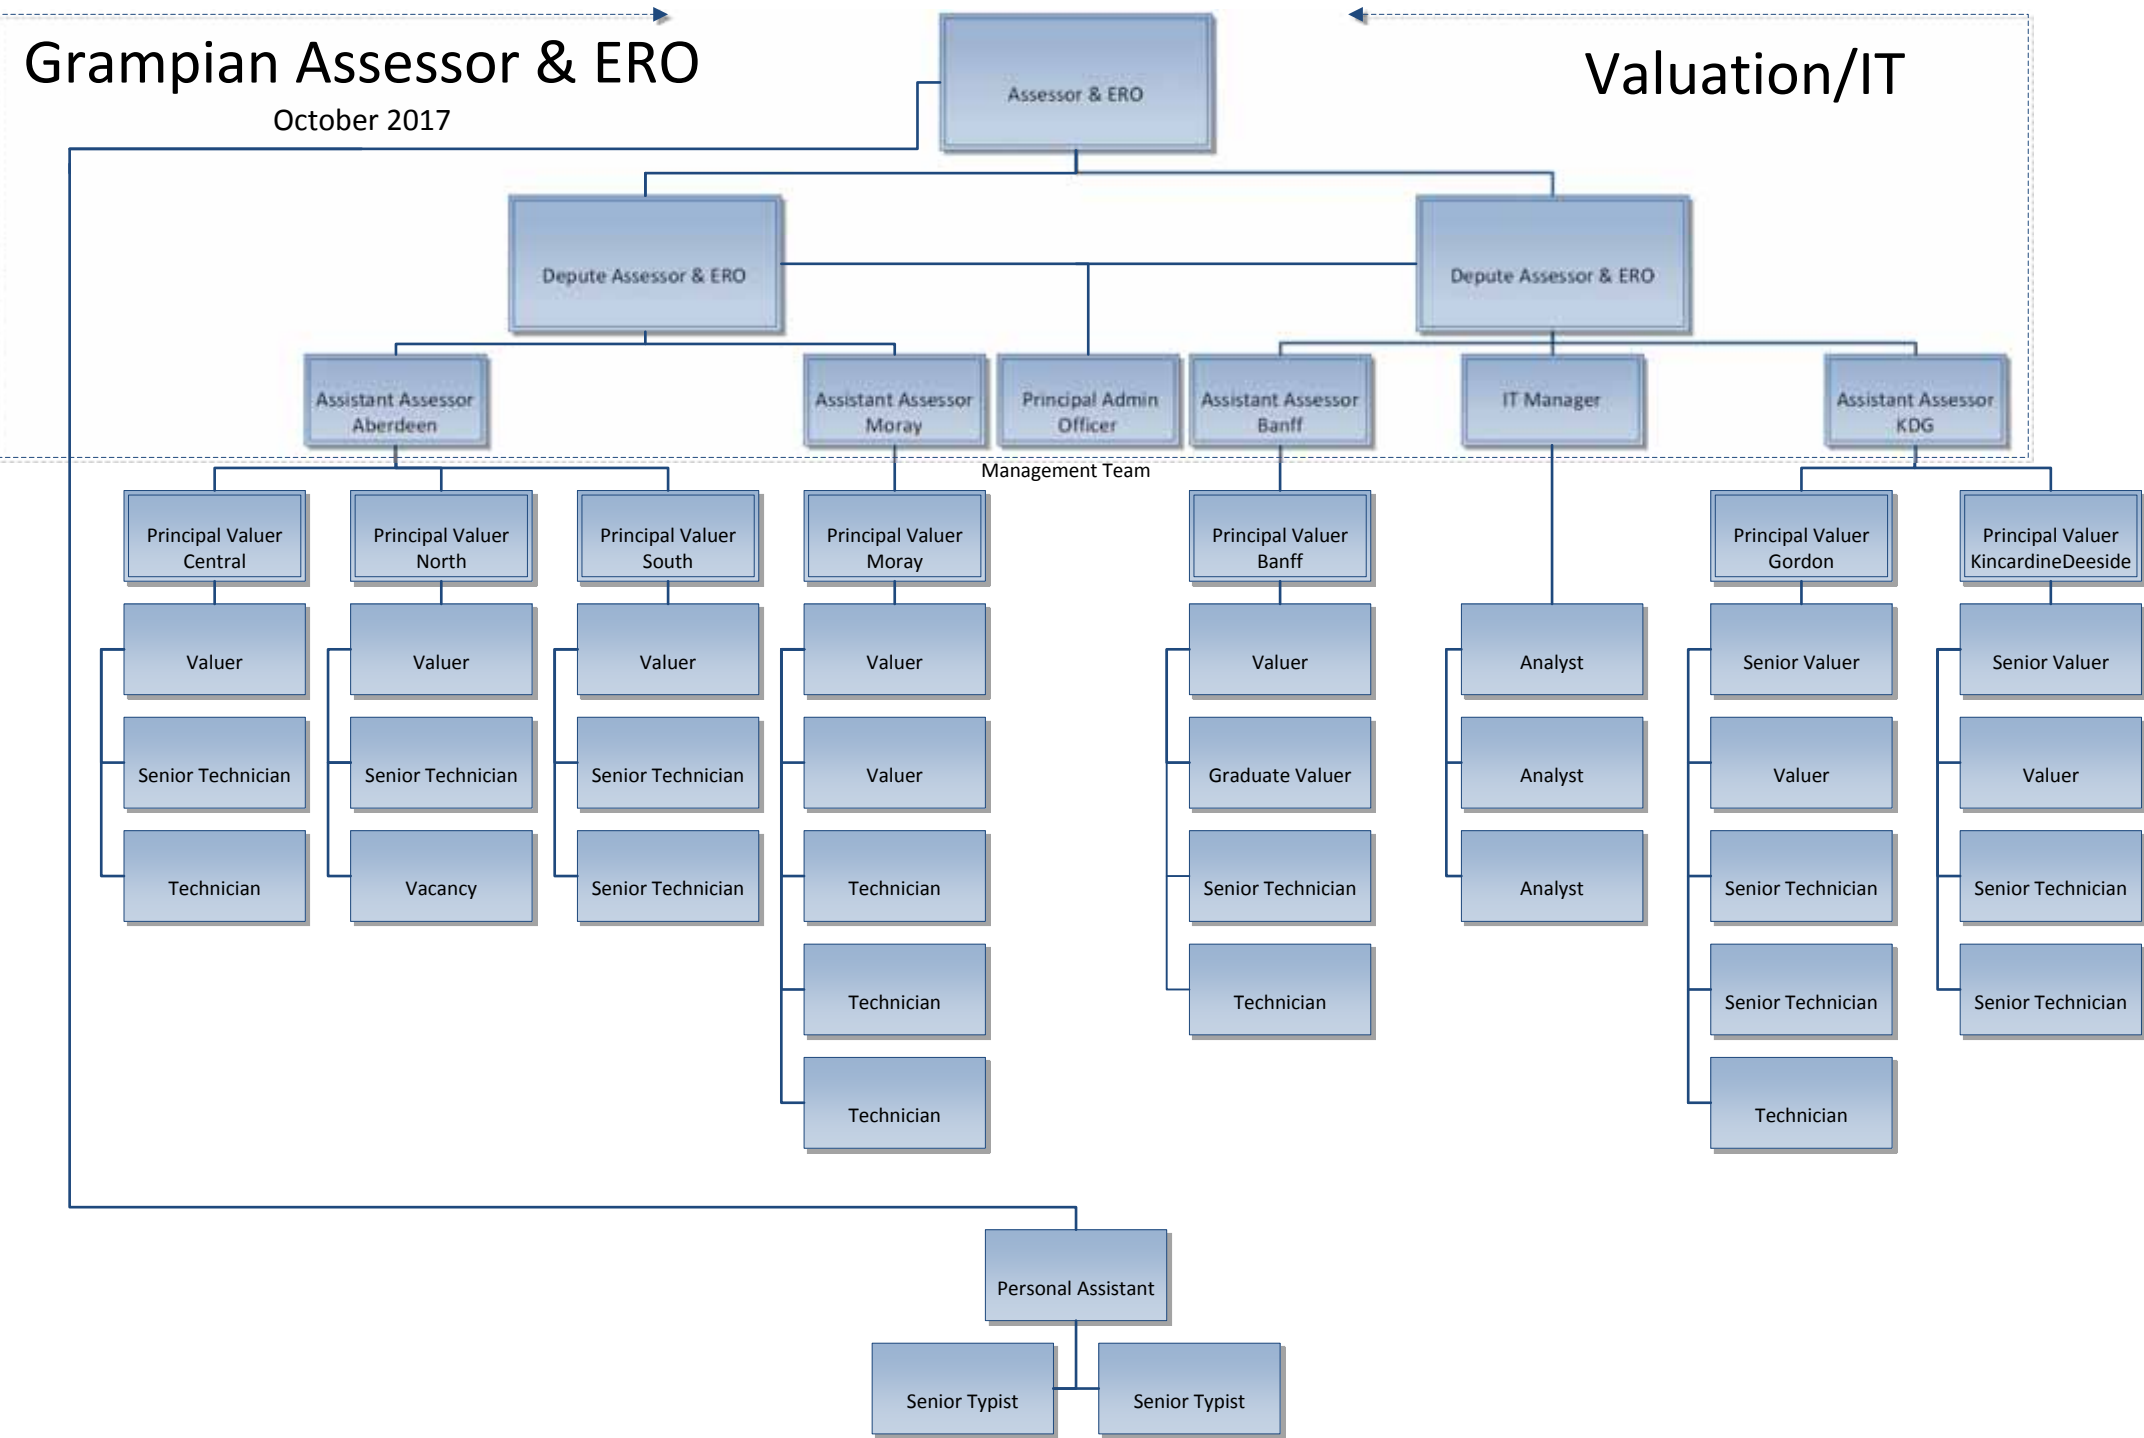 Grampian Assessor & ERO
October 2017
Valuation/IT
Assessor & ERO
Depute Assessor & ERO
Depute Assessor & ERO
Assistant Assessor
Aberdeen
Assistant Assessor
Moray
Principal Admin
Officer
Assistant Assessor
Banff
IT Manager
Assistant Assessor
KDG
Management Team
Principal Valuer
Central
Principal Valuer
North
Principal Valuer
South
Principal Valuer
Moray
Principal Valuer
Banff
Principal Valuer
Gordon
Principal Valuer
KincardineDeeside
Valuer
Valuer
Valuer
Valuer
Valuer
Analyst
Senior Valuer
Senior Valuer
Senior Technician
Senior Technician
Senior Technician
Valuer
Graduate Valuer
Analyst
Valuer
Valuer
Technician
Vacancy
Senior Technician
Technician
Senior Technician
Analyst
Senior Technician
Senior Technician
Technician
Technician
Senior Technician
Senior Technician
Technician
Technician
Personal Assistant
Senior Typist
Senior Typist